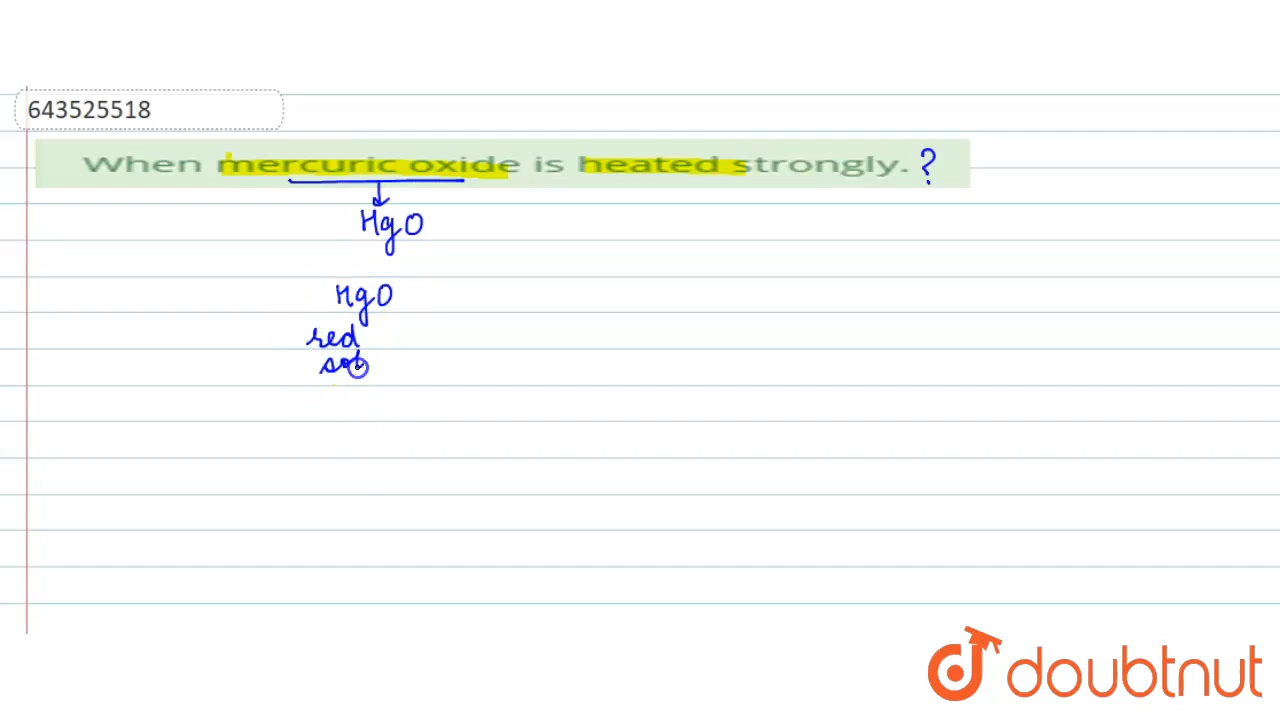 643525518
When mercuric oxide is heated strongly. ?
HgO
HgO
red
doubtnut